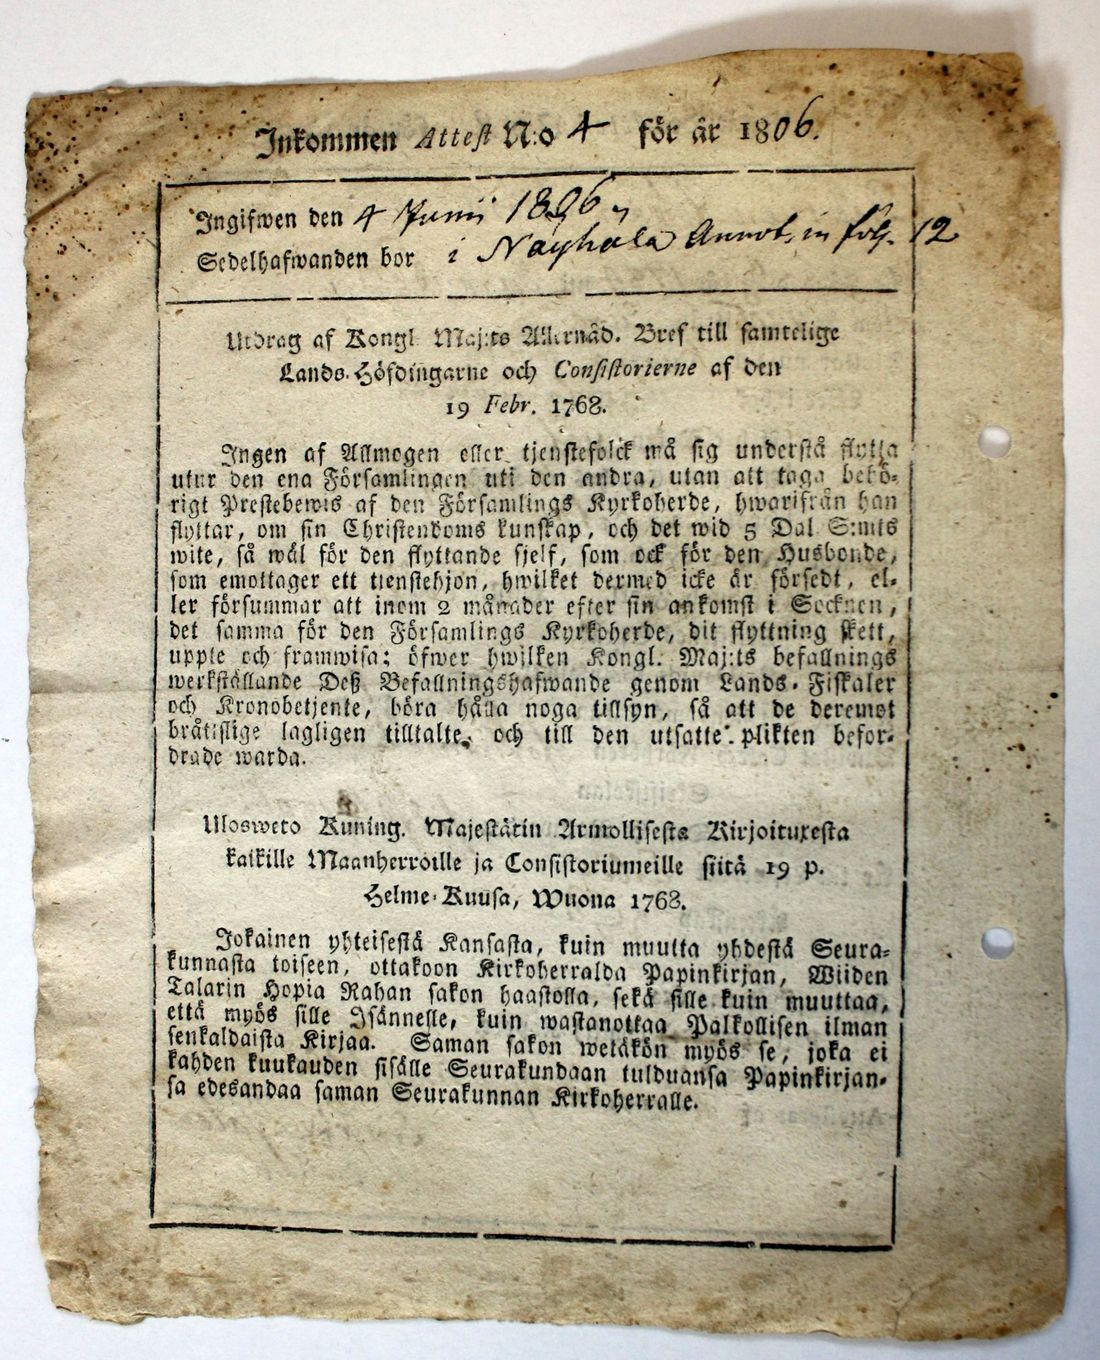 Inkommen Attest N:o 4 för år 1806.
Ingifwen den 4 Junii 1806
Sedelhafwanden bor i Näyhälä Annot. in fol. 12
Utdrag af Kongl. Maj:ts Allernåd. Bref till samtelige
Lands-Höfdingarne och Consistorierne af den
19 Febr. 1768.
Ingen af Allmogen eller tjenstefolck må sig understå flytta
utur den ena Församlingen uti den andra, utan att taga behö-
rigt Prestebewis af den Församlings Kyrkoherde, hwarifrån han
flyttar, om sin Christendoms kunskap, och det wid 5 Dal S:mts
wite, så wäl för den flyttande sjelf, som ock för den Husbonde,
som emottager ett tienstehjon, hwilket dermed icke är försedt, el-
ler försummar att inom 2 månader efter sin ankomst i Socknen,
det samma för den Församlings Kyrkoherde, dit flyttning skett,
uppte och framwisa; öfwer hwilken Kongl. Maj:ts befallnings
werkställande Deß Befallningshafwande genom Lands-Fiskaler
och Kronobetjente, böra hålla noga tillsyn, så att de deremot
bråtislige lagligen tilltalte, och till den utsatte plikten befor-
drade warda.
Ulosweto Kuning. Majestätin Armollisesta Kirjoituxesta
kaikille Maanherroille ja Consistoriumeille siitä 19 p.
Helme-Kuusa, Wuona 1768.
Jokainen yhteisestä Kansasta, kuin muutta yhdestä Seura-
kunnasta toiseen, ottakoon Kirkoherralda Papinkirjan, Wiiden
Talarin Hopia Rahan sakon haastolla, sekä sille kuin muuttaa,
että myös sille Isännelle, kuin wastanottaa Palkollisen ilman
senkaldaista Kirjaa. Saman sakon wetäkön myös se, joka ei
kahden kuukauden sisälle Seurakundaan tulduansa Papinkirjan-
sa edesandaa saman Seurakunnan Kirkoherralle.